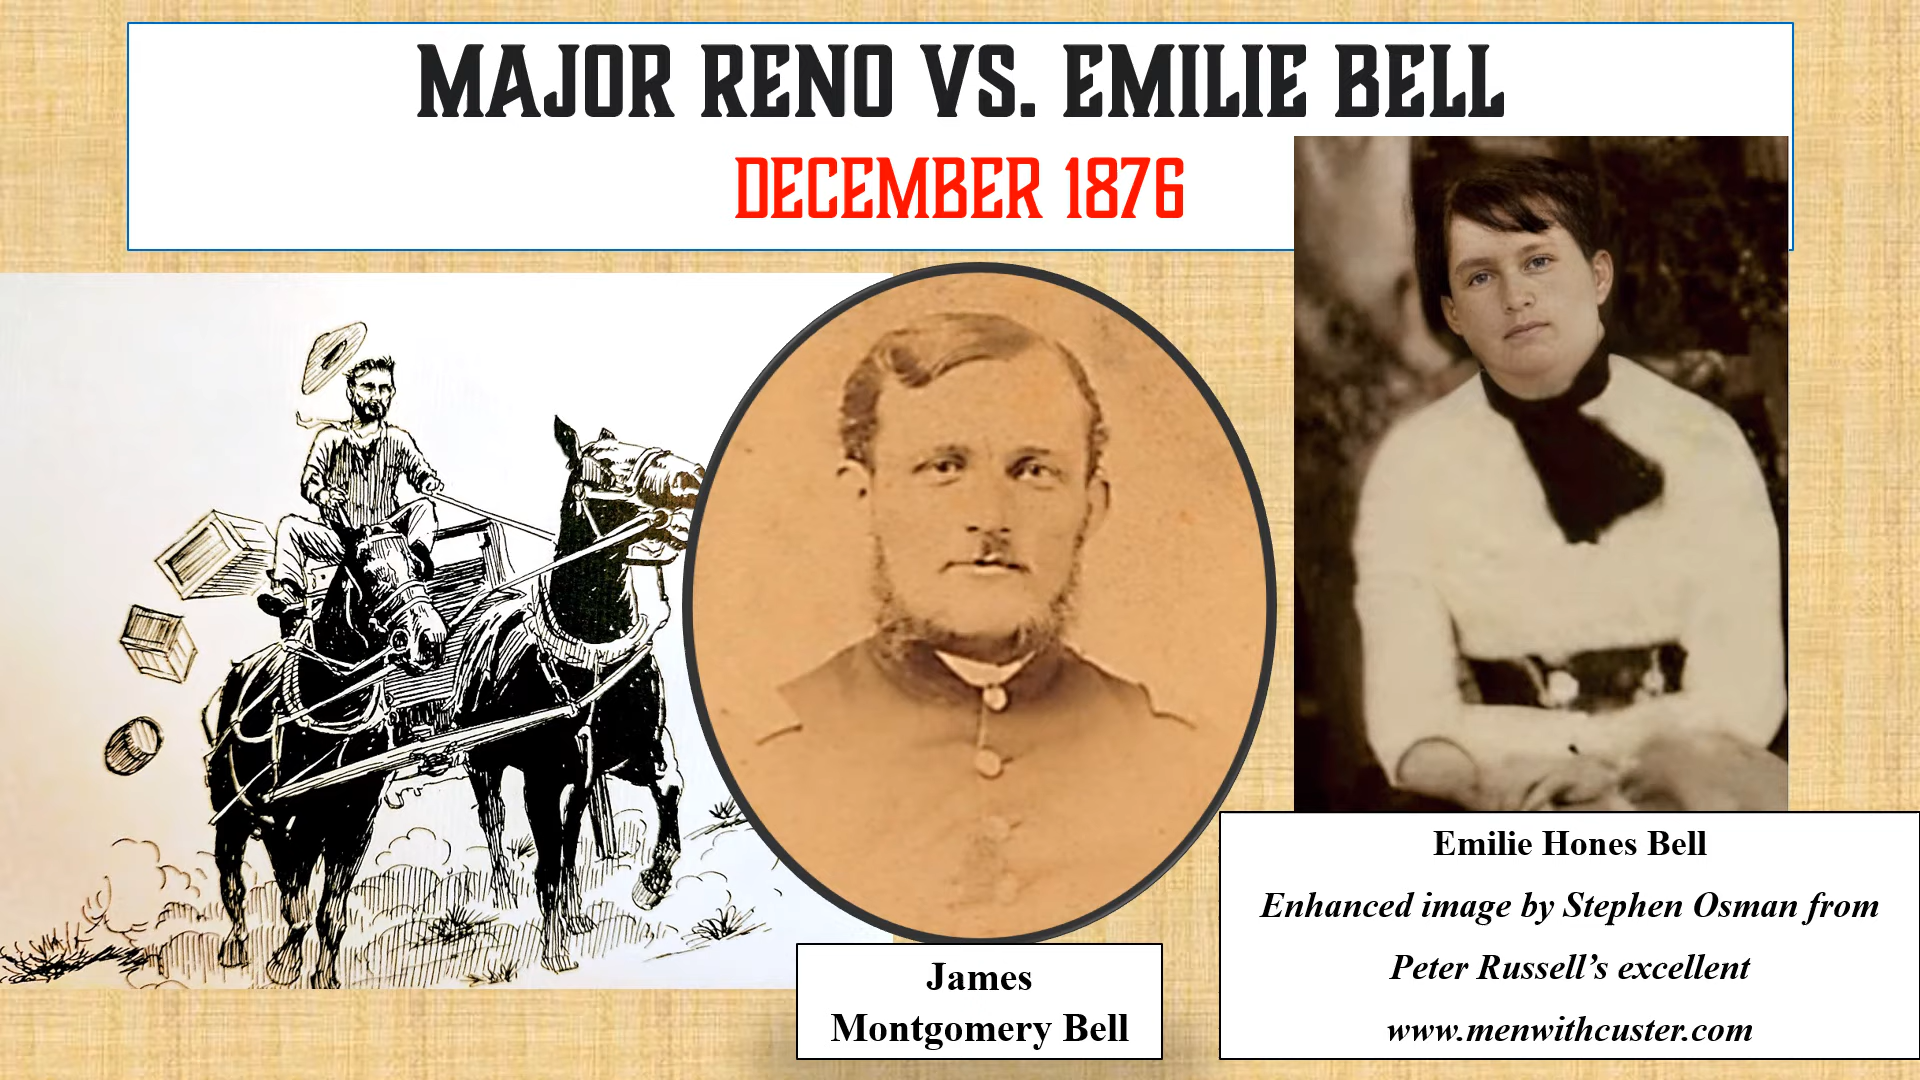 MAJOR RENO VS. EMILIE BELL
DECEMBER 1876
James
Montgomery Bell
Emilie Hones Bell
Enhanced image by Stephen Osman from
Peter Russell’s excellent
www.menwithcuster.com